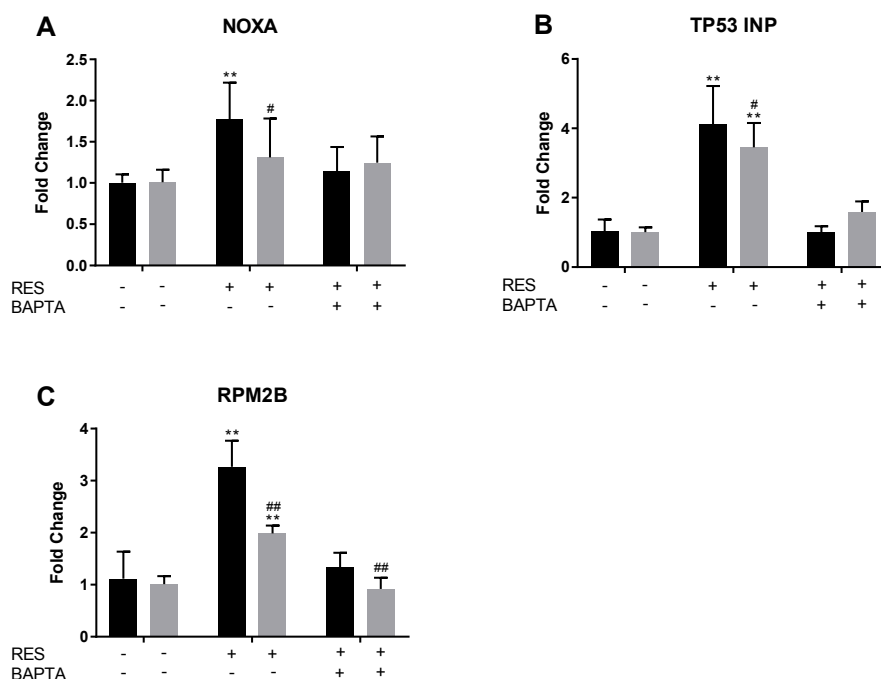 A
NOXA
2.5
2.0
1.5
1.0
0.5
0.0
Fold Change
**
#
RES - - + + + +
BAPTA - - - - + +
B
TP53 INP
6
4
2
0
Fold Change
**
#
**
RES - - + + + +
BAPTA - - - - + +
C
RPM2B
4
3
2
1
0
Fold Change
**
##
**
##
RES - - + + + +
BAPTA - - - - + +